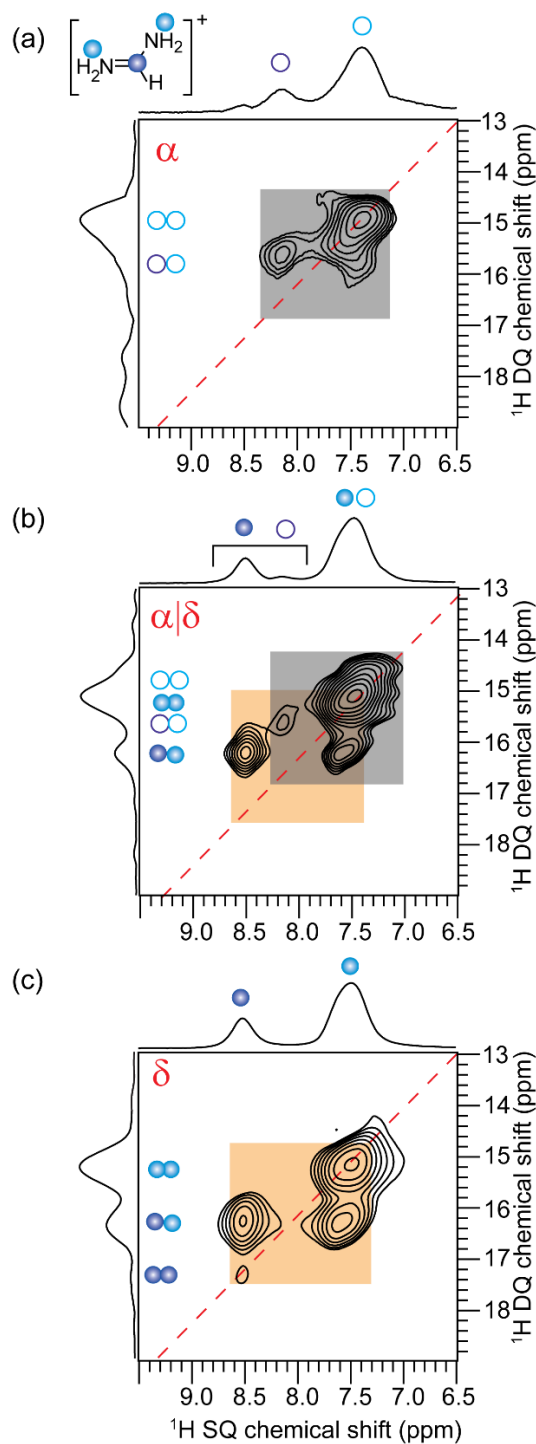 (a)
[H₂N=C(H)NH₂]⁺
α
13
14
15
16
17
18
¹H DQ chemical shift (ppm)
9.0 8.5 8.0 7.5 7.0 6.5
(b)
α|δ
13
14
15
16
17
18
¹H DQ chemical shift (ppm)
9.0 8.5 8.0 7.5 7.0 6.5
(c)
δ
13
14
15
16
17
18
¹H DQ chemical shift (ppm)
9.0 8.5 8.0 7.5 7.0 6.5
¹H SQ chemical shift (ppm)